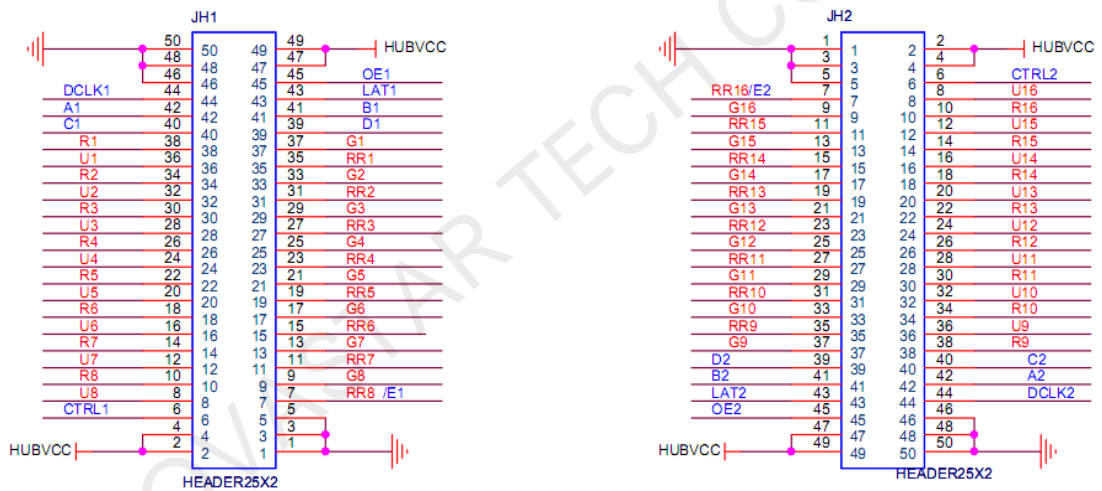 JH1
50 50 49 49
48 48 47 47 HUBVCC
46 46 45 45 OE1
DCLK1 44 44 43 43 LAT1
A1 42 42 41 41 B1
C1 40 40 39 39 D1
R1 38 38 37 37 G1
U1 36 36 35 35 RR1
R2 34 34 33 33 G2
U2 32 32 31 31 RR2
R3 30 30 29 29 G3
U3 28 28 27 27 RR3
R4 26 26 25 25 G4
U4 24 24 23 23 RR4
R5 22 22 21 21 G5
U5 20 20 19 19 RR5
R6 18 18 17 17 G6
U6 16 16 15 15 RR6
R7 14 14 13 13 G7
U7 12 12 11 11 RR7
R8 10 10 9 9 G8
U8 8 8 7 7 RR8 /E1
CTRL1 6 6 5 5
4 4 3 3
HUBVCC 2 2 1 1
HEADER25X2
JH2
1 1 2 2 HUBVCC
3 3 4 4
5 5 6 6 CTRL2
RR16/E2 7 7 8 8 U16
G16 9 9 10 10 R16
RR15 11 11 12 12 U15
G15 13 13 14 14 R15
RR14 15 15 16 16 U14
G14 17 17 18 18 R14
RR13 19 19 20 20 U13
G13 21 21 22 22 R13
RR12 23 23 24 24 U12
G12 25 25 26 26 R12
RR11 27 27 28 28 U11
G11 29 29 30 30 R11
RR10 31 31 32 32 U10
G10 33 33 34 34 R10
RR9 35 35 36 36 U9
G9 37 37 38 38 R9
D2 39 39 40 40 C2
B2 41 41 42 42 A2
LAT2 43 43 44 44 DCLK2
OE2 45 45 46 46
47 47 48 48
HUBVCC 49 49 50 50
HEADER25X2
OVASTAR TECH C